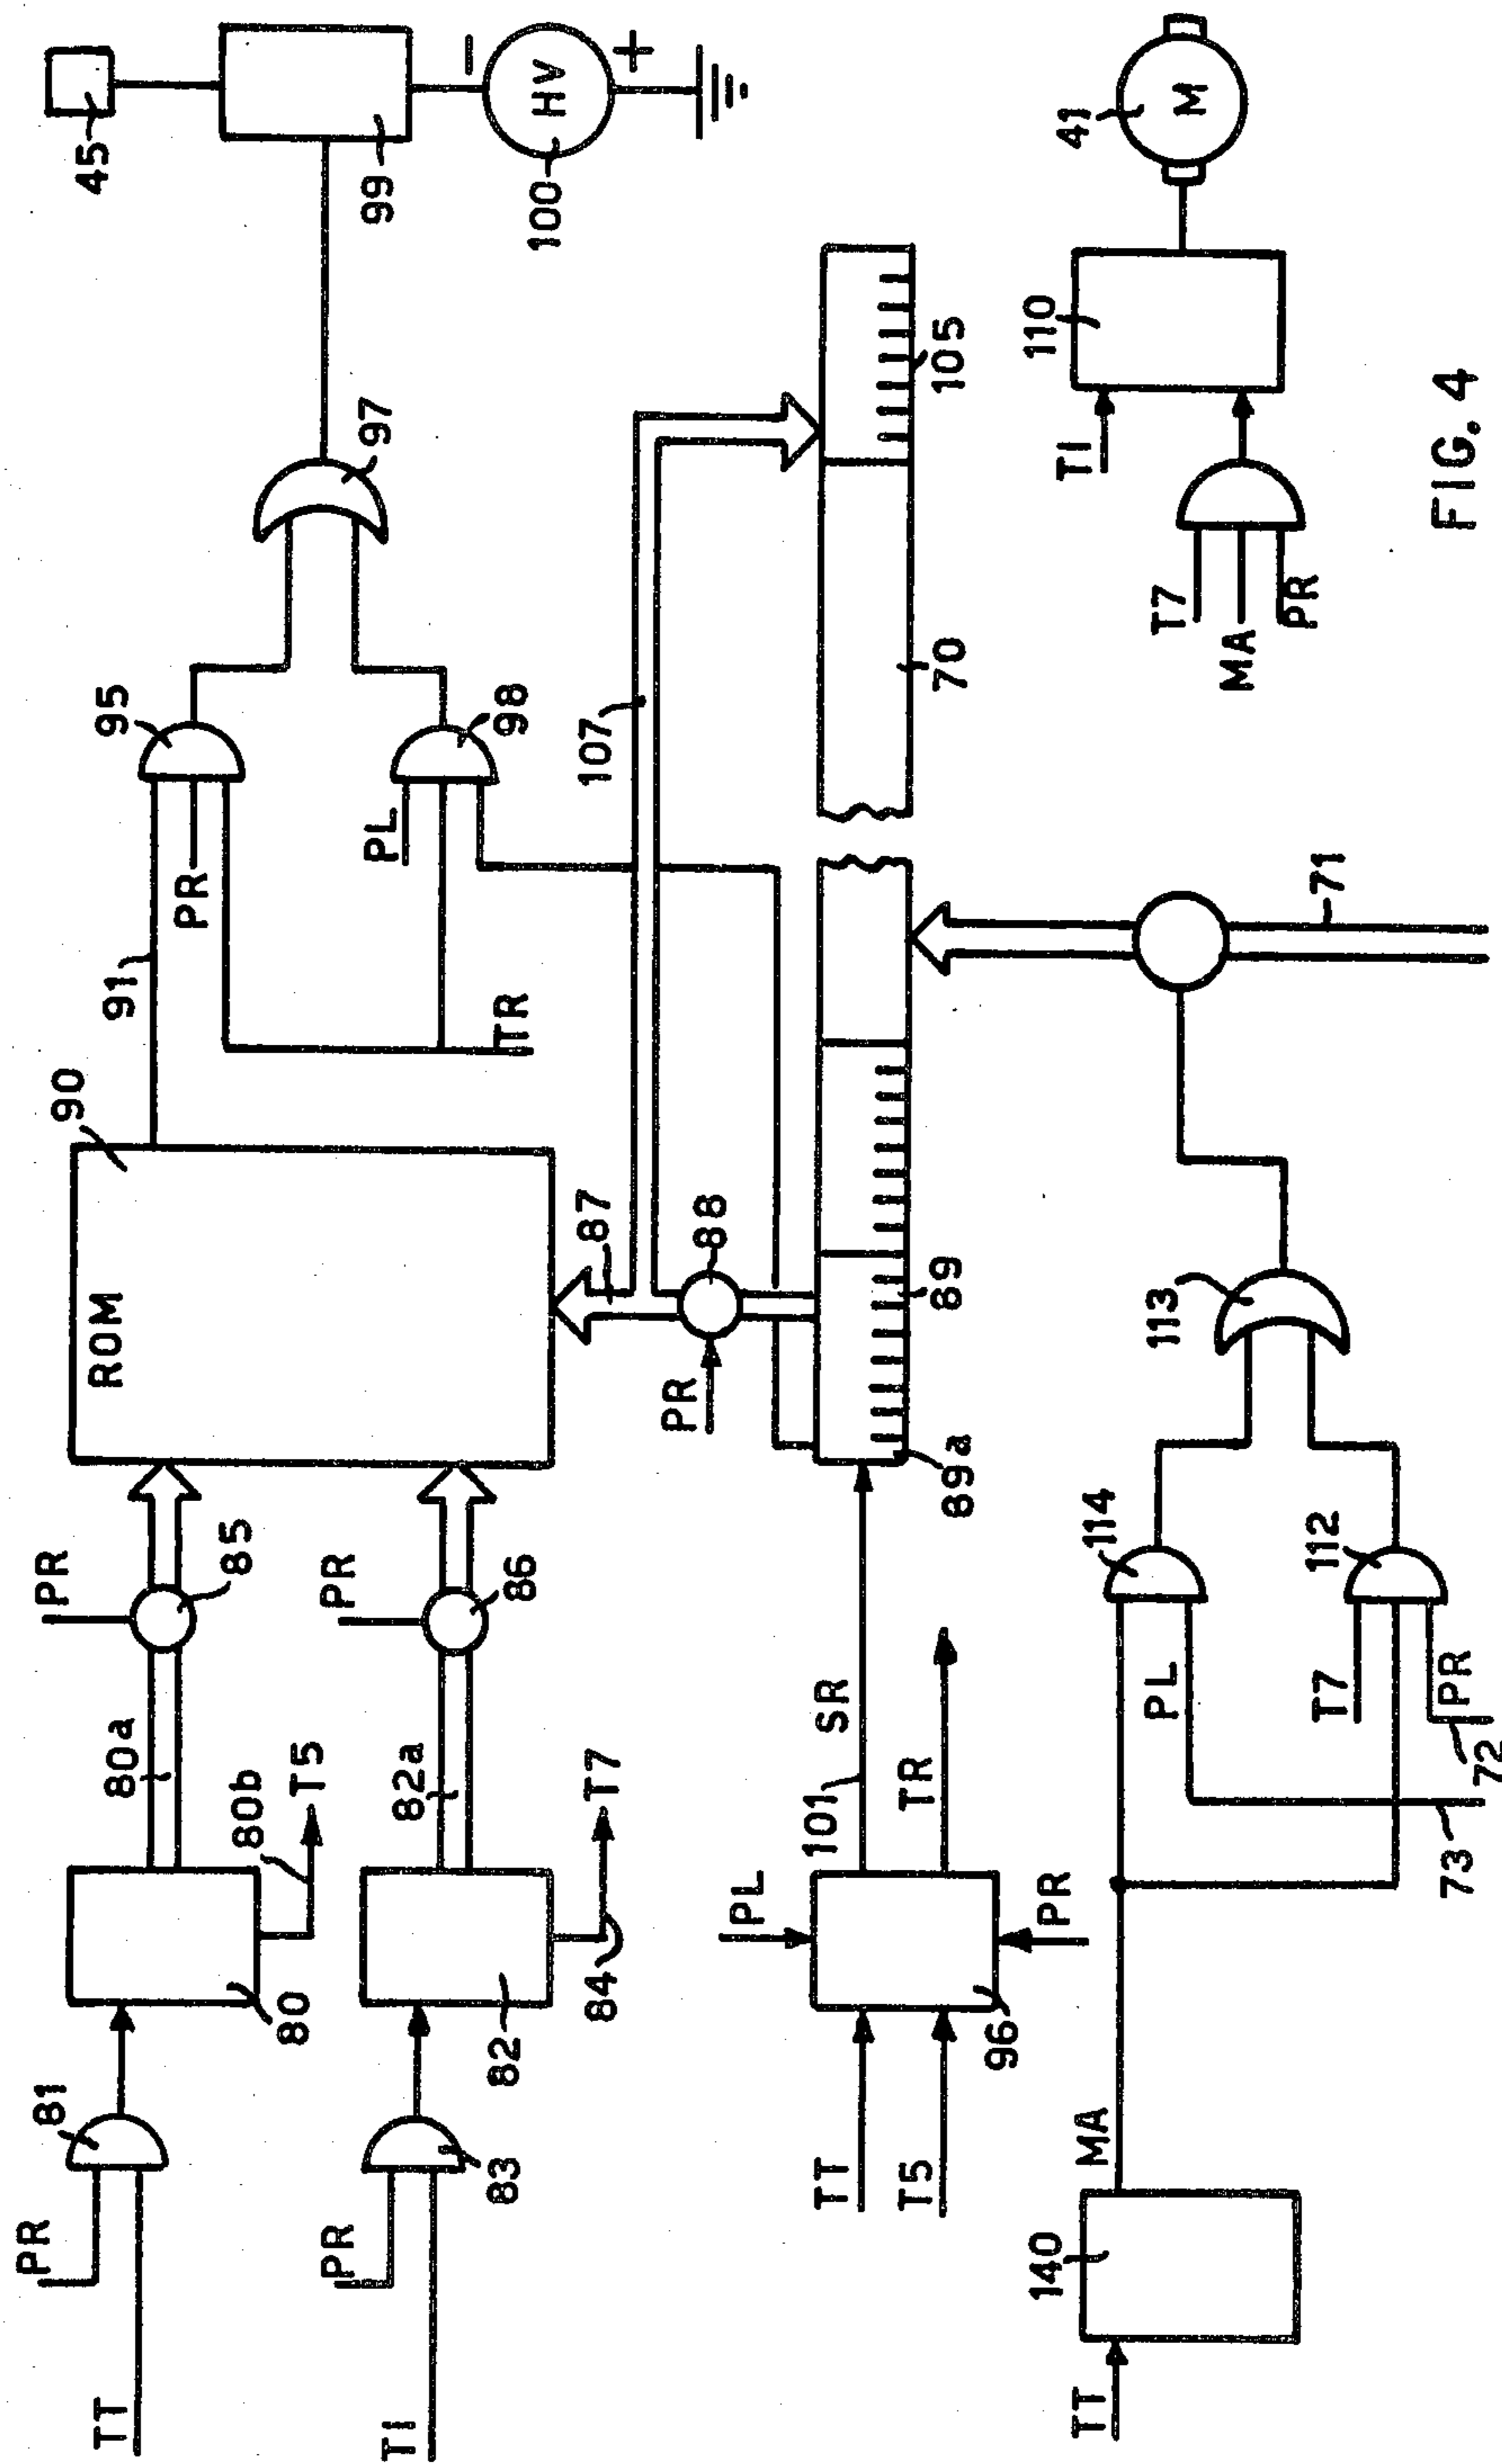 PR
TT
81
80
80a
80b
T5
PR
85
ROM
90
91
PR
95
97
45
99
HV
−
+
100
PR
TI
83
82
82a
84
T7
PR
86
87
88
PR
TR
PL
98
107
TT
T5
96
PL
PR
101
SR
TR
89a
89
70
105
TT
140
MA
73
72
PL
T7
PR
114
112
113
71
T7
MA
PR
TI
110
41
M
FIG. 4